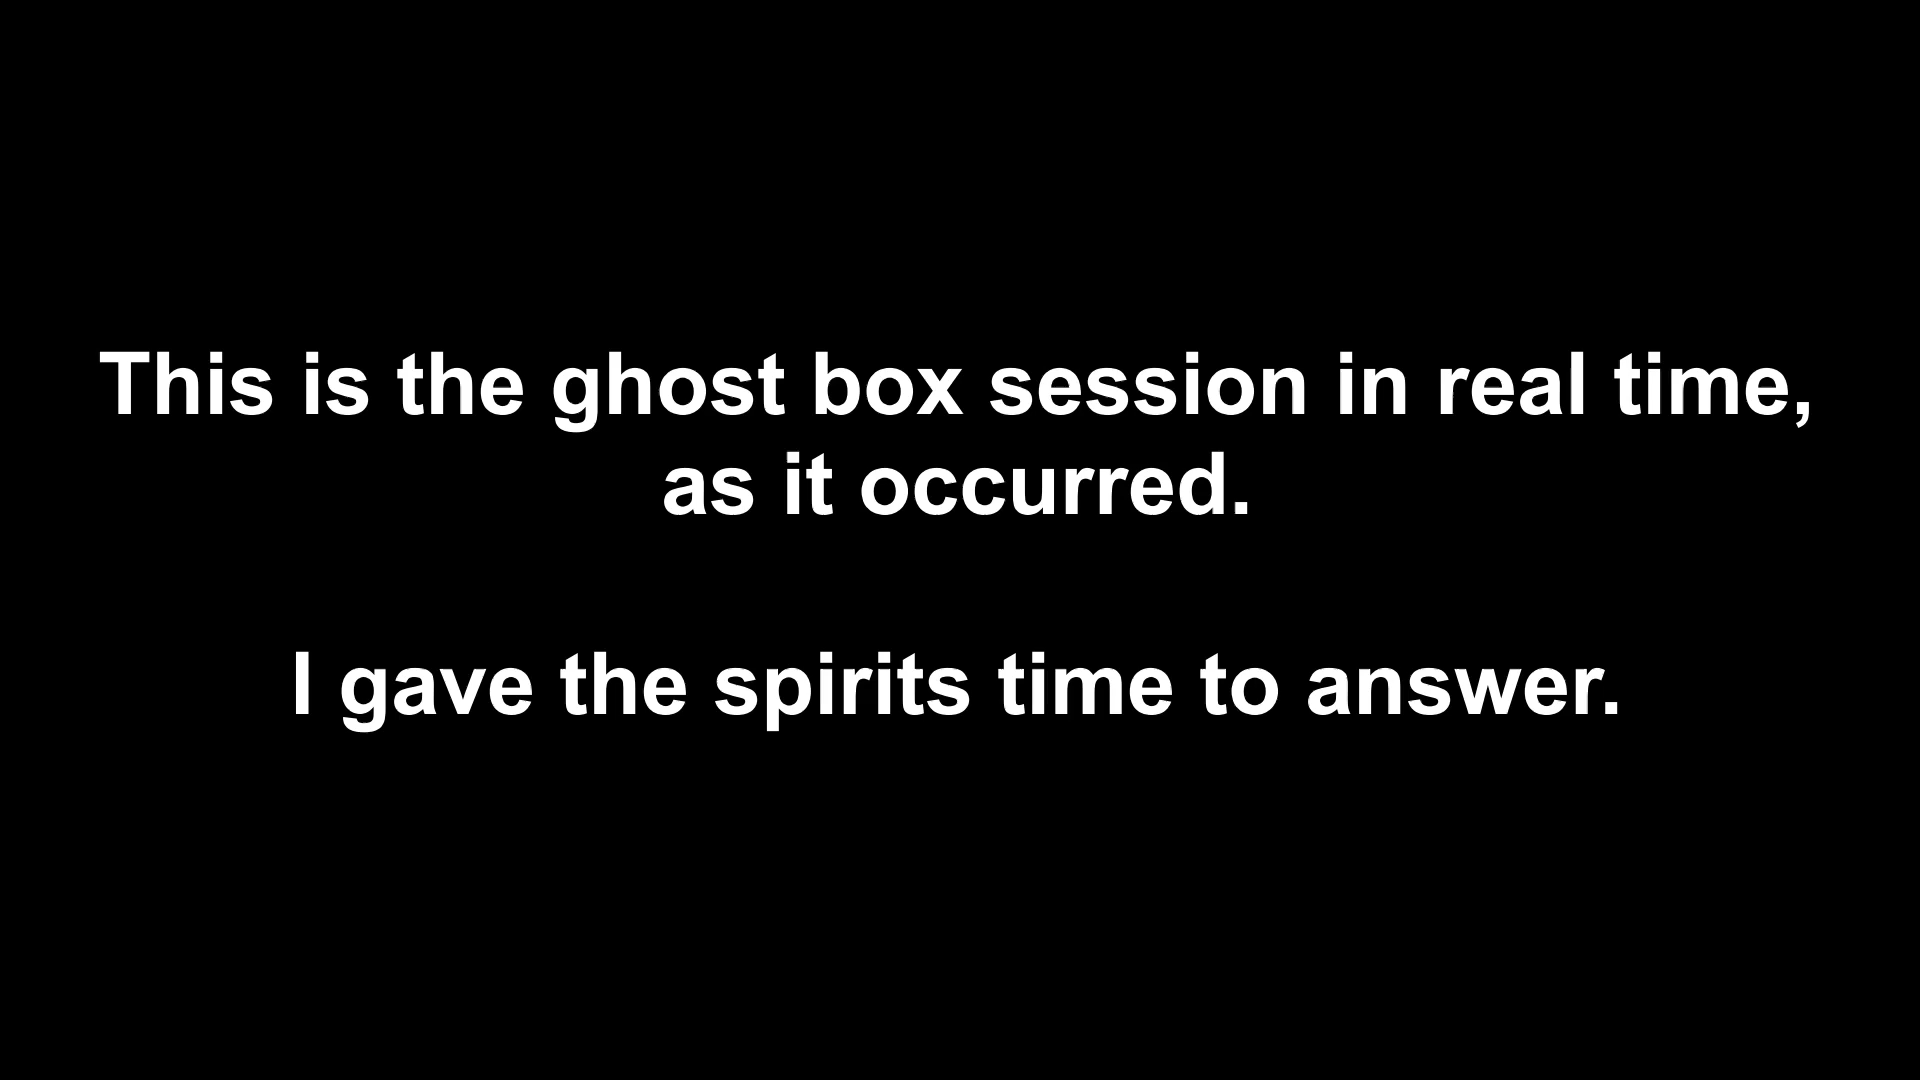 This is the ghost box session in real time,
as it occurred.
I gave the spirits time to answer.